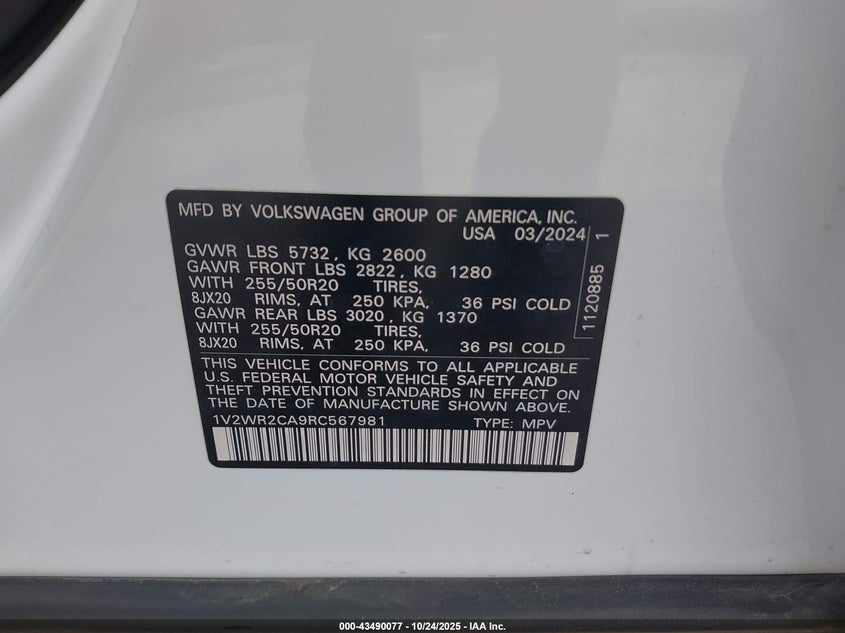 MFD BY VOLKSWAGEN GROUP OF AMERICA, INC.
USA 03/2024
GVWR LBS 5732, KG 2600
GAWR FRONT LBS 2822, KG 1280
WITH 255/50R20 TIRES,
8JX20 RIMS, AT 250 KPA, 36 PSI COLD
GAWR REAR LBS 3020, KG 1370
WITH 255/50R20 TIRES,
8JX20 RIMS, AT 250 KPA, 36 PSI COLD
THIS VEHICLE CONFORMS TO ALL APPLICABLE
U.S. FEDERAL MOTOR VEHICLE SAFETY AND
THEFT PREVENTION STANDARDS IN EFFECT ON
THE DATE OF MANUFACTURE SHOWN ABOVE.
1V2WR2CA9RC567981 TYPE: MPV
1120885 1
000-43490077 - 10/24/2025 - IAA Inc.